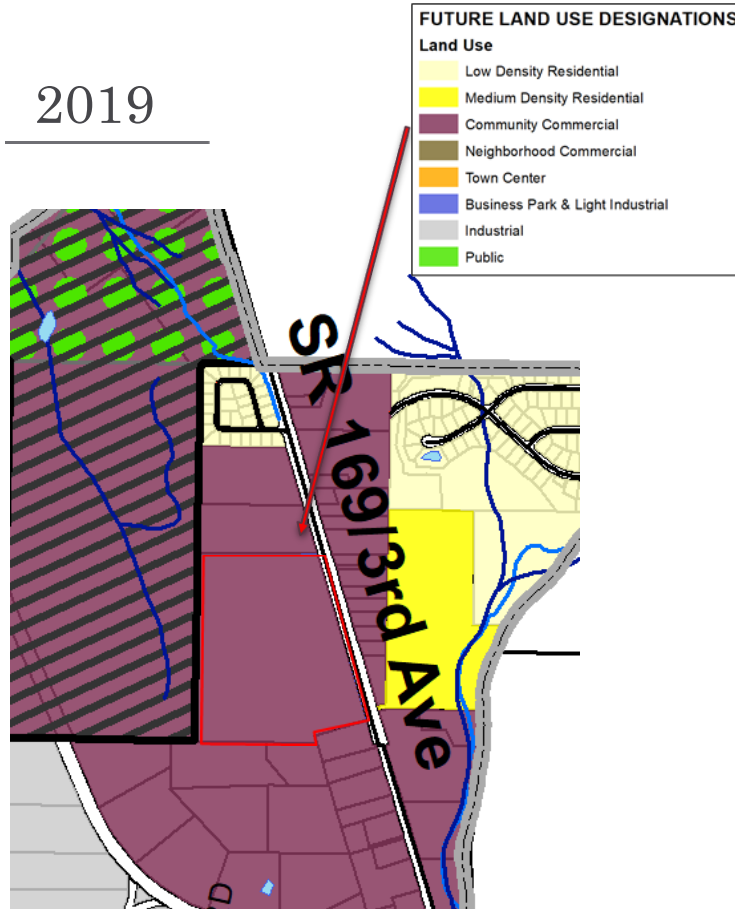 FUTURE LAND USE DESIGNATIONS
Land Use
Low Density Residential
Medium Density Residential
Community Commercial
Neighborhood Commercial
Town Center
Business Park & Light Industrial
Industrial
Public
2019
SR 169/3rd Ave
D